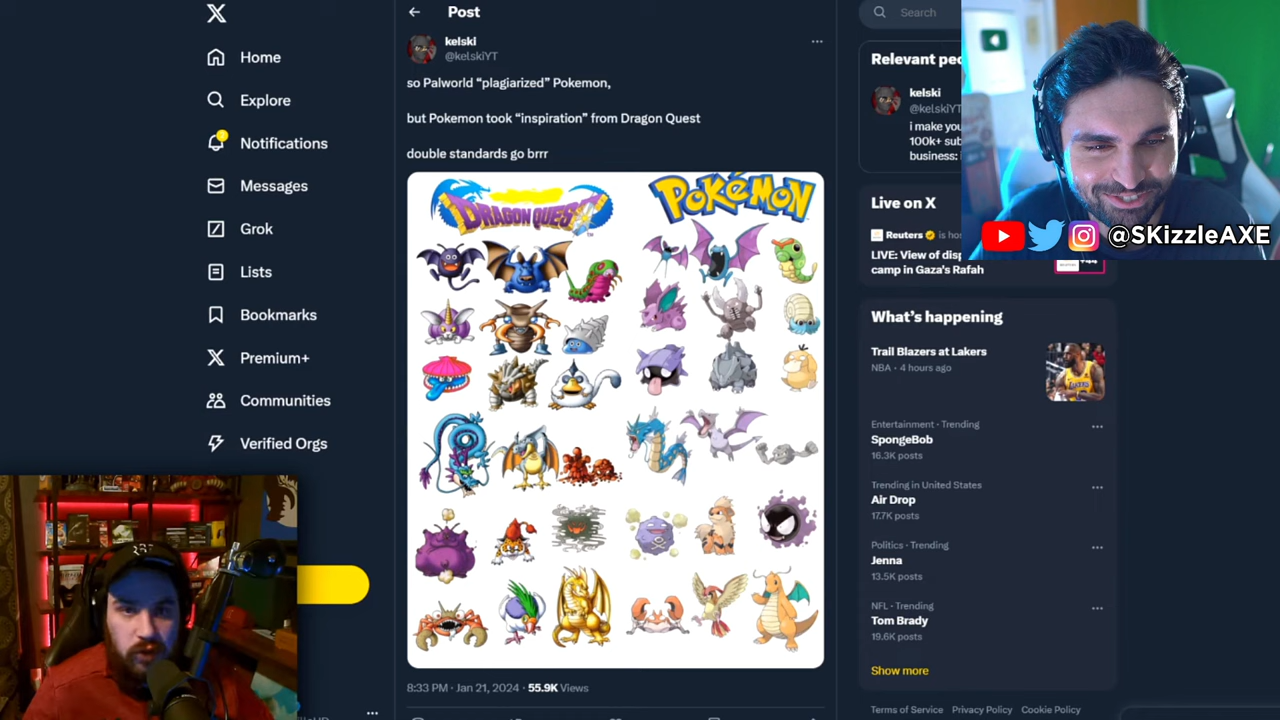 Home
Explore
Notifications
Messages
Grok
Lists
Bookmarks
Premium+
Communities
Verified Orgs
Post
kelski
@kelskiYT
so Palworld “plagiarized” Pokemon,
but Pokemon took “inspiration” from Dragon Quest
double standards go brrr
DRAGON QUEST
POKéMON
8:33 PM · Jan 21, 2024 · 55.9K Views
Search
Relevant
kelski
@kelskiYT
i make
100k+
business:
@SKizzleAXE
Live on X
Reuters is
LIVE: View of
camp in Gaza's Rafah
What's happening
Trail Blazers at Lakers
NBA · 4 hours ago
Entertainment · Trending
SpongeBob
16.3K posts
Trending in United States
Air Drop
17.7K posts
Politics · Trending
Jenna
13.5K posts
NFL · Trending
Tom Brady
19.6K posts
Show more
Terms of Service Privacy Policy Cookie Policy